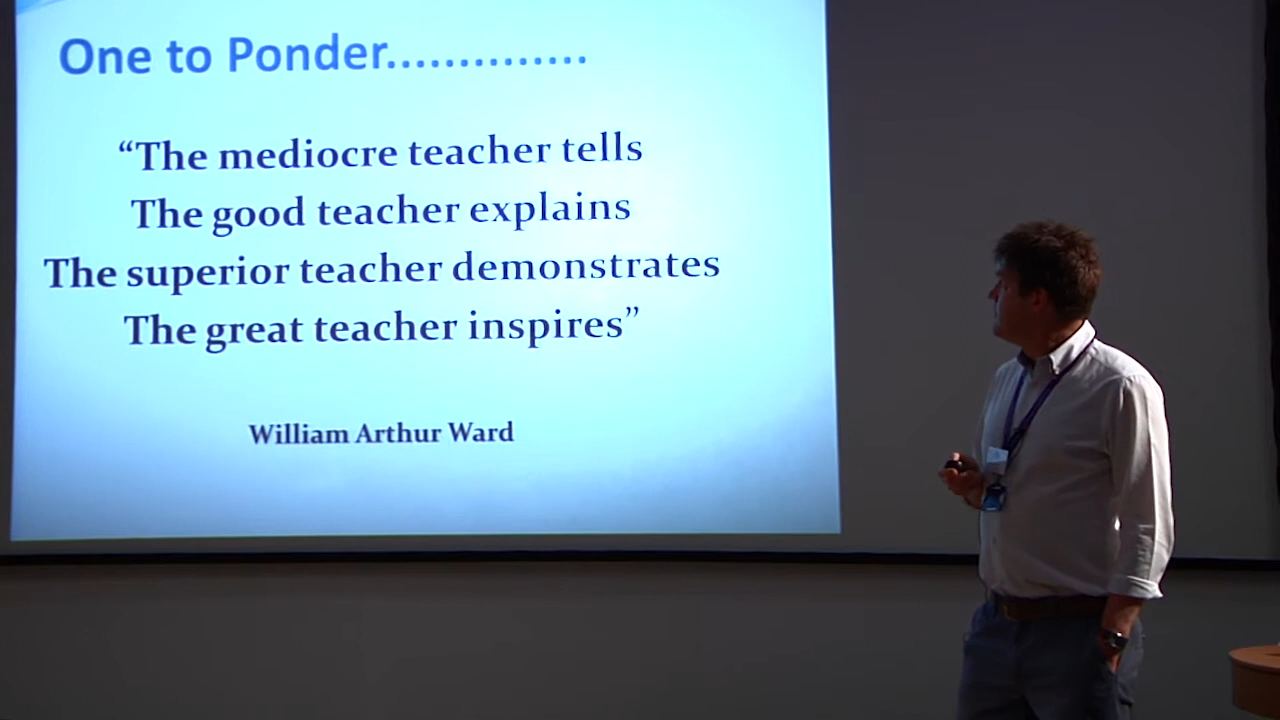 One to Ponder..............
“The mediocre teacher tells
The good teacher explains
The superior teacher demonstrates
The great teacher inspires”
William Arthur Ward